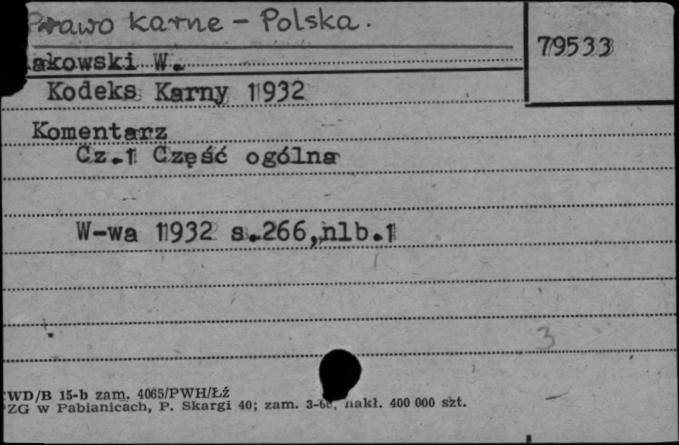 Prawo karne - Polska.
79533
akowski W.
Kodeks Karny 1932
Komentarz
Cz.1 Część ogólna
W-wa 1932 s.266,nlb.1
3
WD/B 15-b zam. 4065/PWH/Łź
ZG w Pabianicach, P. Skargi 40; zam. nakł. 400 000 szt.